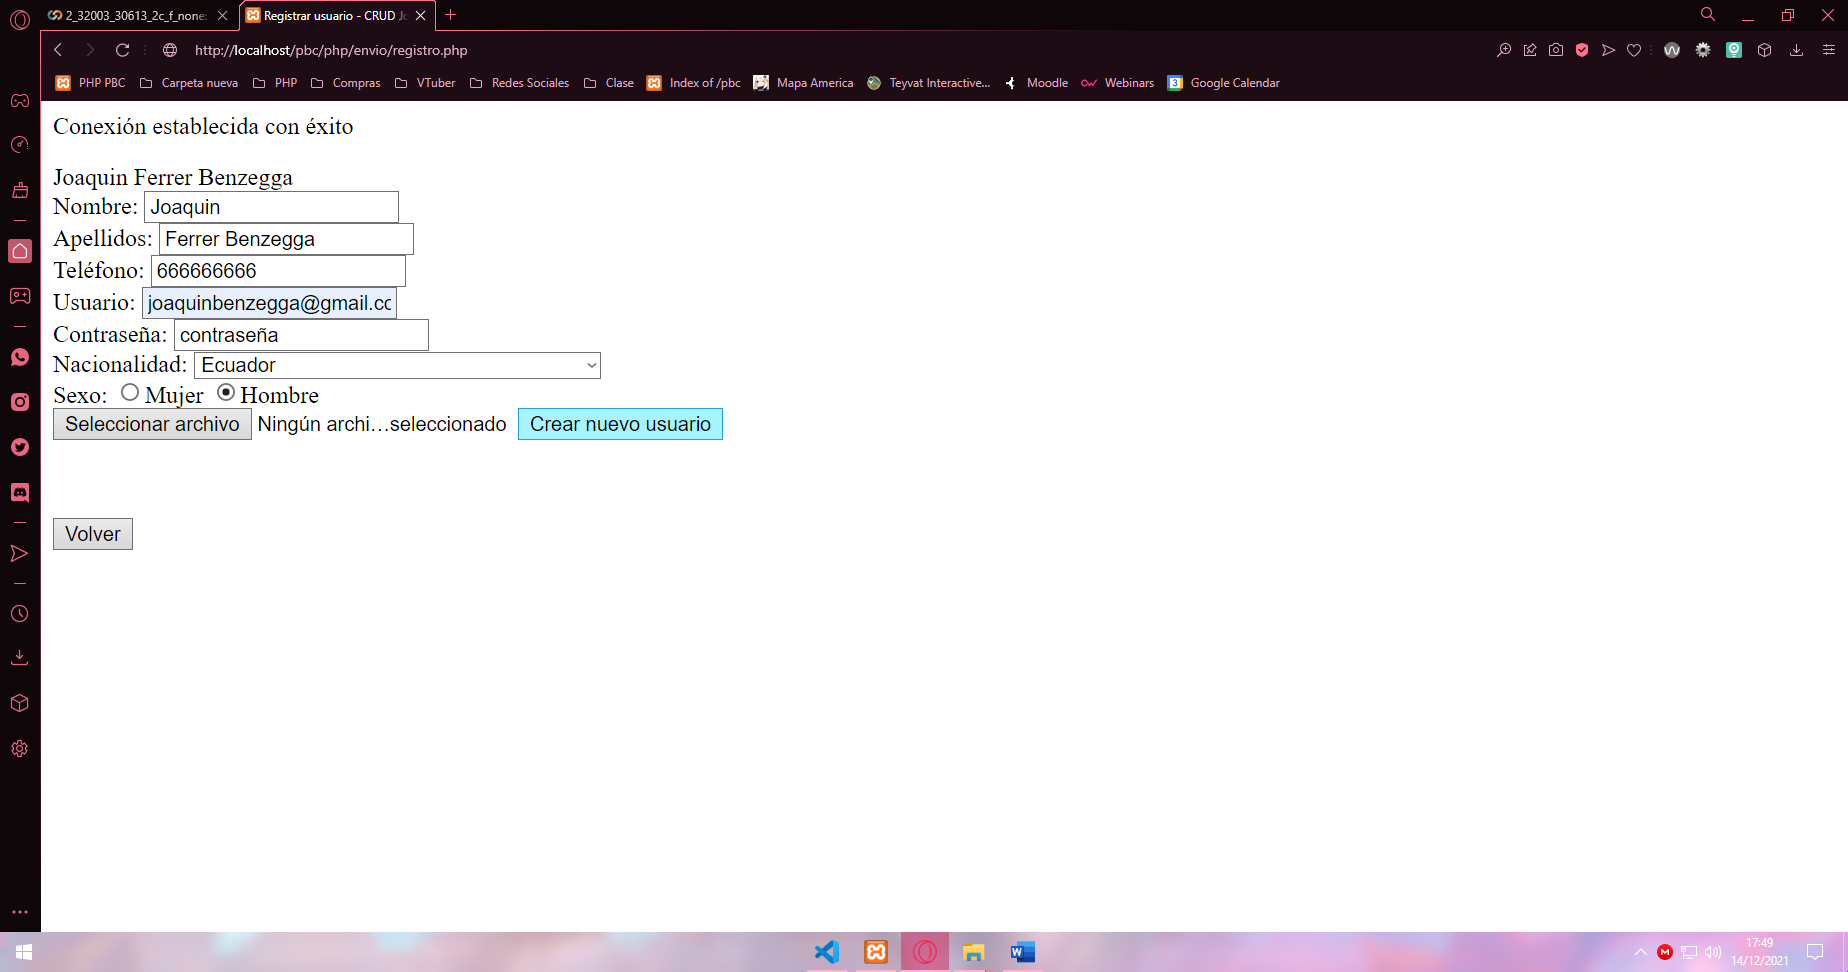 2_32003_30613_2c_f_none:
Registrar usuario - CRUD Jo
http://localhost/pbc/php/envio/registro.php
PHP PBC Carpeta nueva PHP Compras VTuber Redes Sociales Clase Index of /pbc Mapa America Teyvat Interactive... Moodle Webinars Google Calendar
Conexión establecida con éxito
Joaquin Ferrer Benzegga
Nombre: Joaquin
Apellidos: Ferrer Benzegga
Teléfono: 666666666
Usuario: joaquinbenzegga@gmail.cc
Contraseña: contraseña
Nacionalidad: Ecuador
Sexo: Mujer Hombre
Seleccionar archivo Ningún archi...seleccionado Crear nuevo usuario
Volver
17:49
14/12/2021